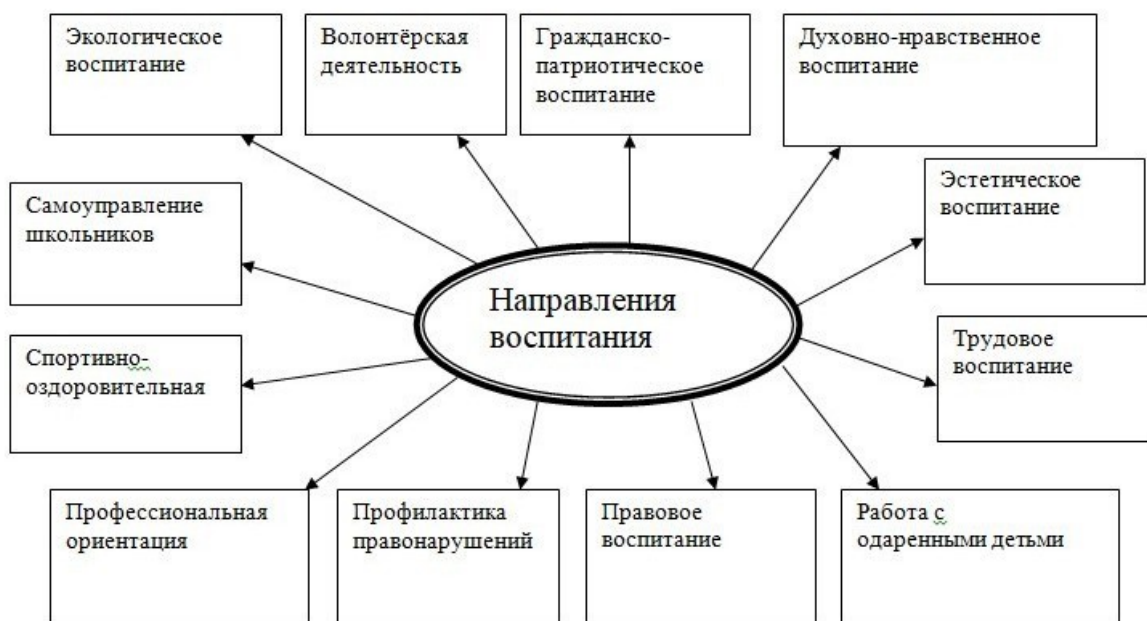 Экологическое
воспитание
Волонтёрская
деятельность
Гражданско-
патриотическое
воспитание
Духовно-нравственное
воспитание
Самоуправление
школьников
Эстетическое
воспитание
Направления
воспитания
Спортивно-
оздоровительная
Трудовое
воспитание
Профессиональная
ориентация
Профилактика
правонарушений
Правовое
воспитание
Работа с
одаренными детьми